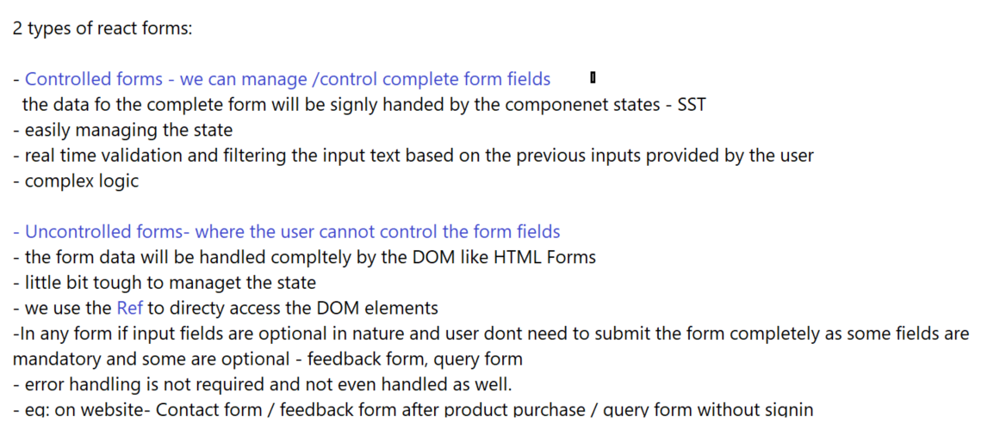 2 types of react forms:
- Controlled forms - we can manage /control complete form fields
the data fo the complete form will be signly handed by the componenet states - SST
- easily managing the state
- real time validation and filtering the input text based on the previous inputs provided by the user
- complex logic
- Uncontrolled forms- where the user cannot control the form fields
- the form data will be handled compltely by the DOM like HTML Forms
- little bit tough to managet the state
- we use the Ref to directy access the DOM elements
-In any form if input fields are optional in nature and user dont need to submit the form completely as some fields are
mandatory and some are optional - feedback form, query form
- error handling is not required and not even handled as well.
- eg: on website- Contact form / feedback form after product purchase / query form without signin